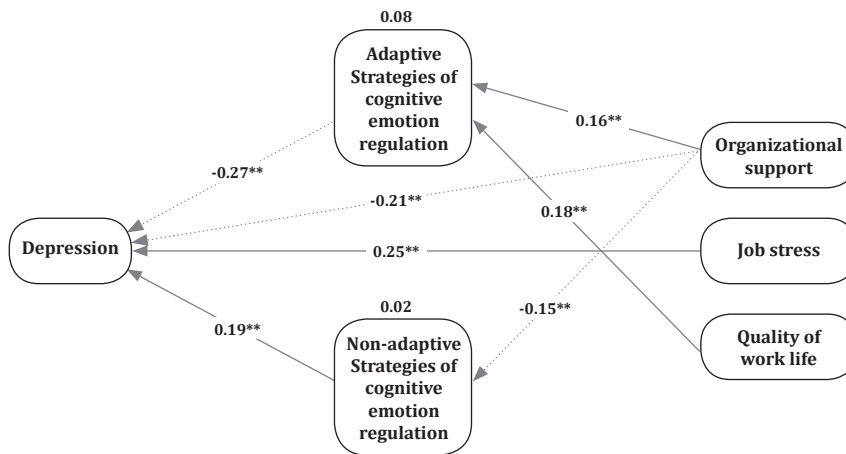 0.08
Adaptive
Strategies of
cognitive
emotion
regulation
0.16**
Organizational
support
-0.27**
-0.21**
0.18**
Depression
0.25**
Job stress
0.02
-0.15**
0.19**
Non-adaptive
Strategies of
cognitive
emotion
regulation
Quality of
work life